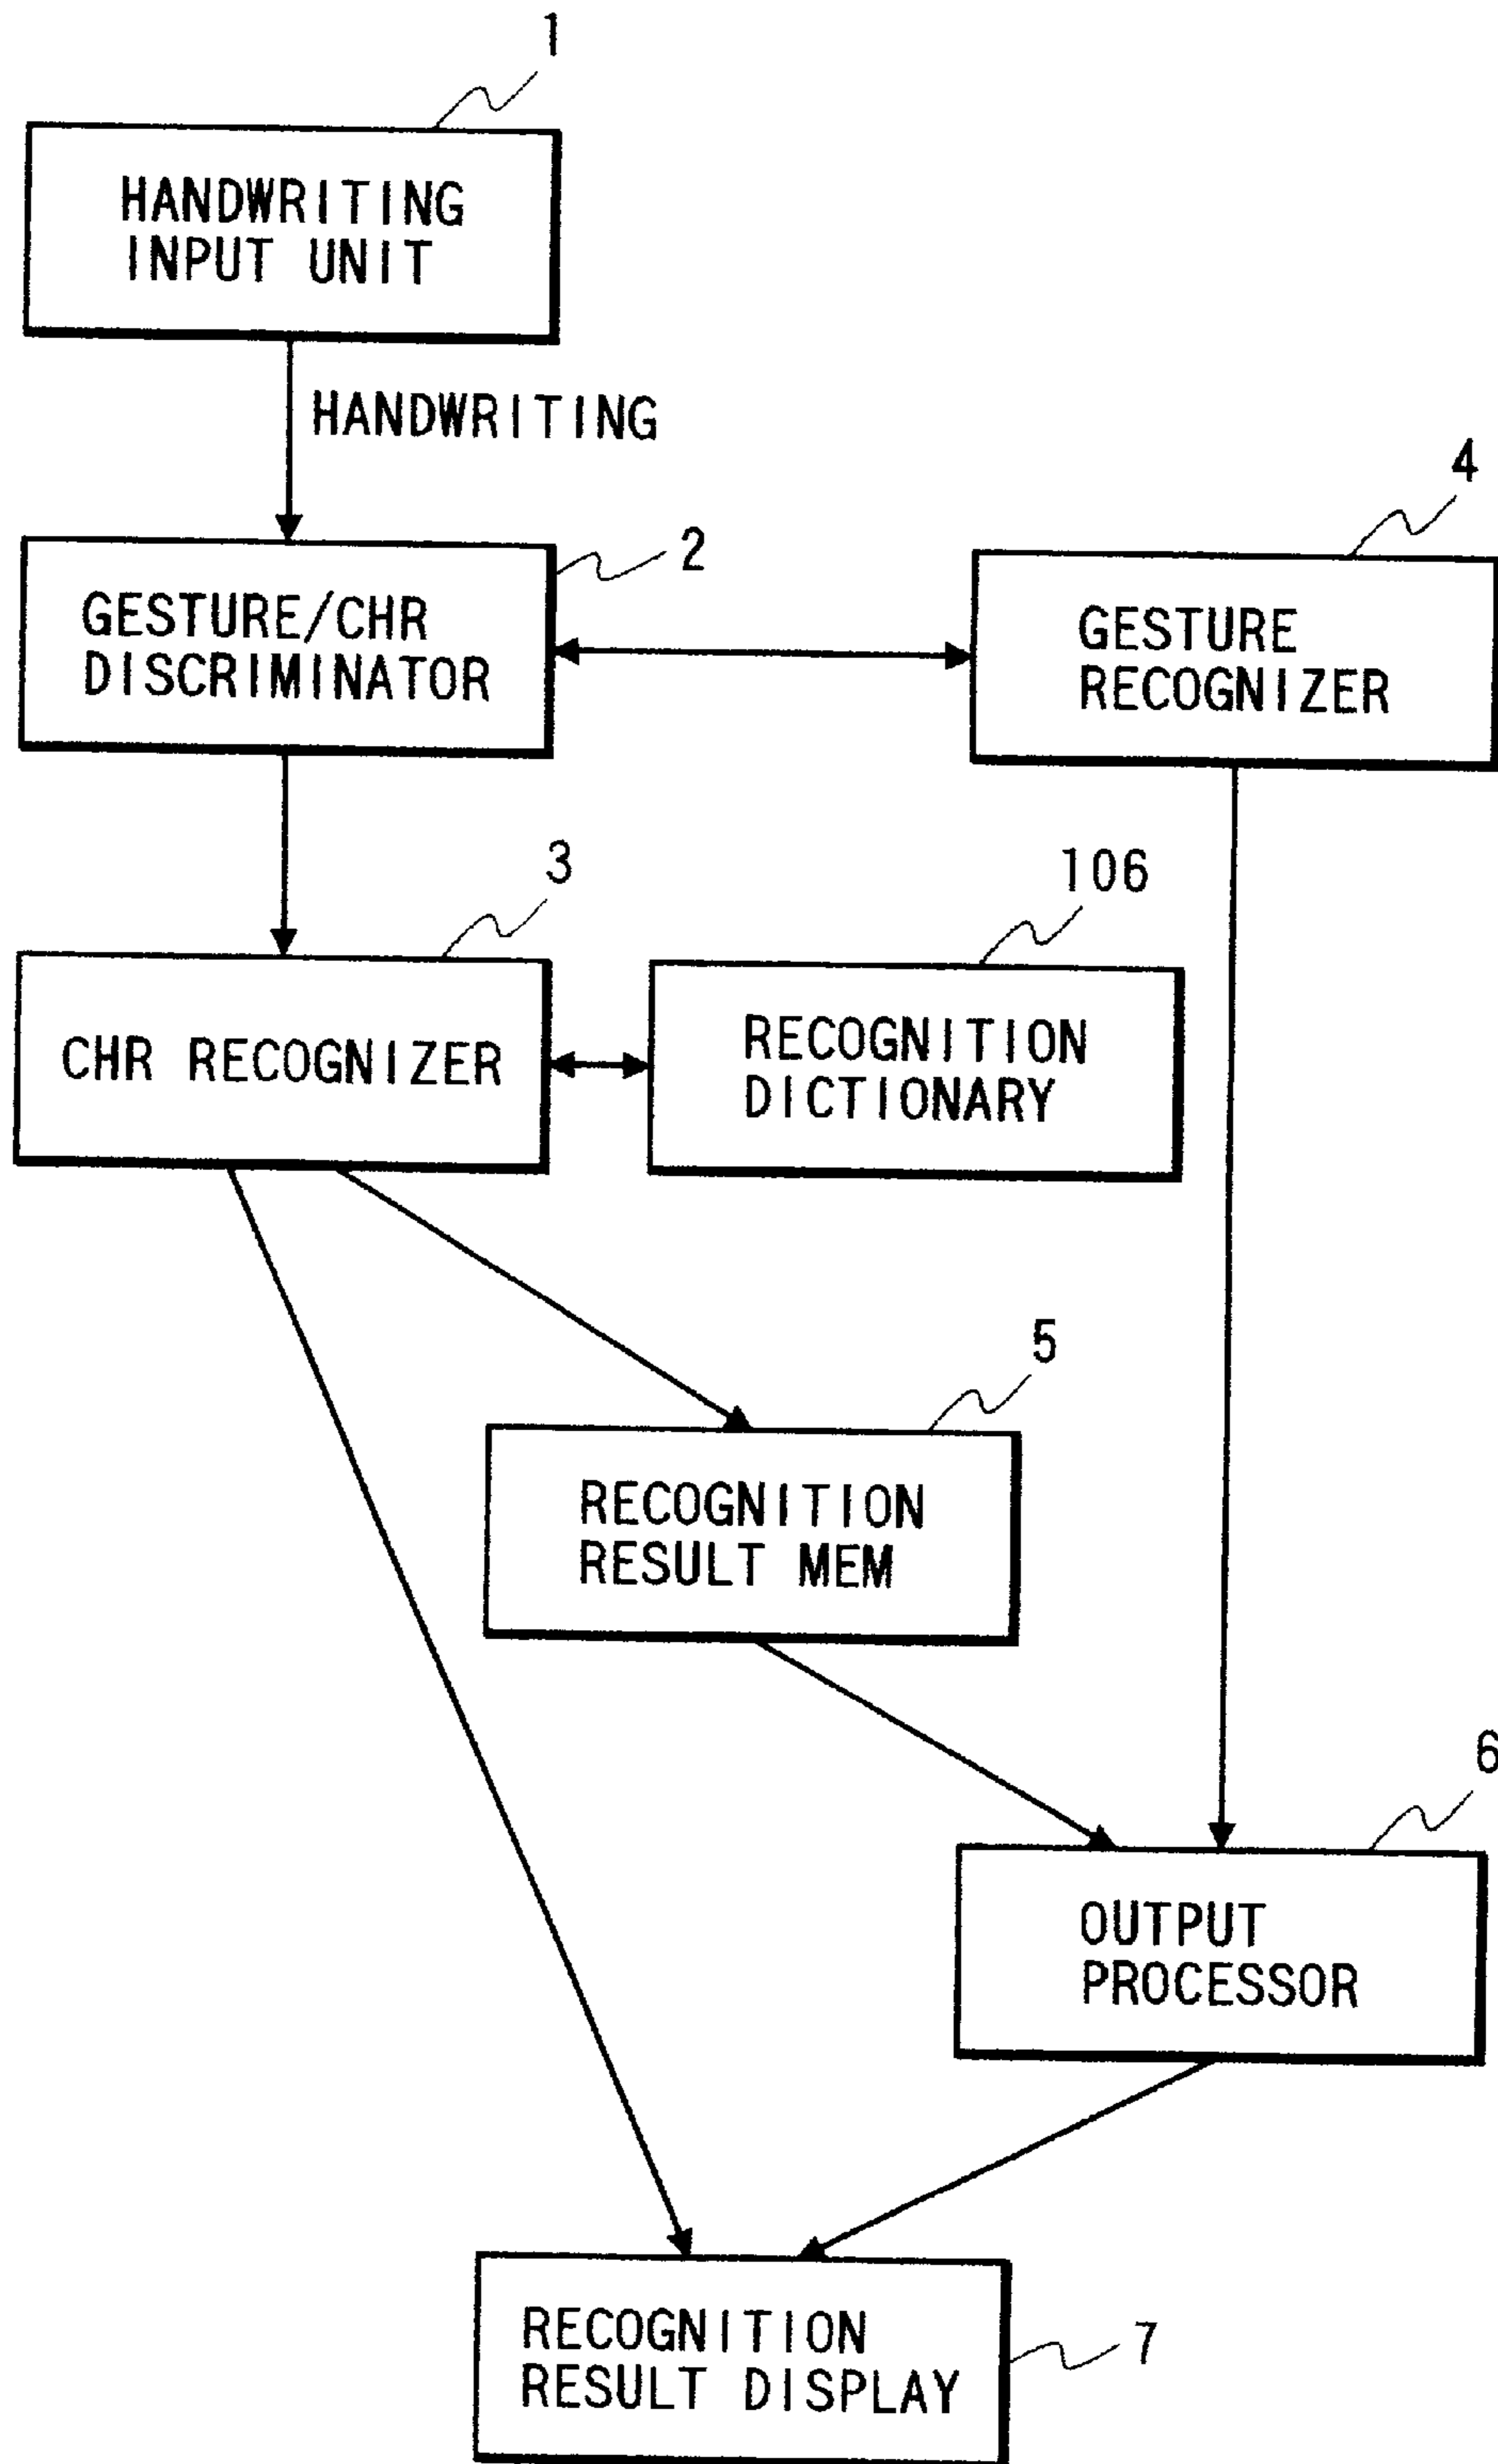 1
HANDWRITING
INPUT UNIT
HANDWRITING
4
2
GESTURE/CHR
DISCRIMINATOR
GESTURE
RECOGNIZER
3
106
CHR RECOGNIZER
RECOGNITION
DICTIONARY
5
RECOGNITION
RESULT MEM
6
OUTPUT
PROCESSOR
RECOGNITION
RESULT DISPLAY
7